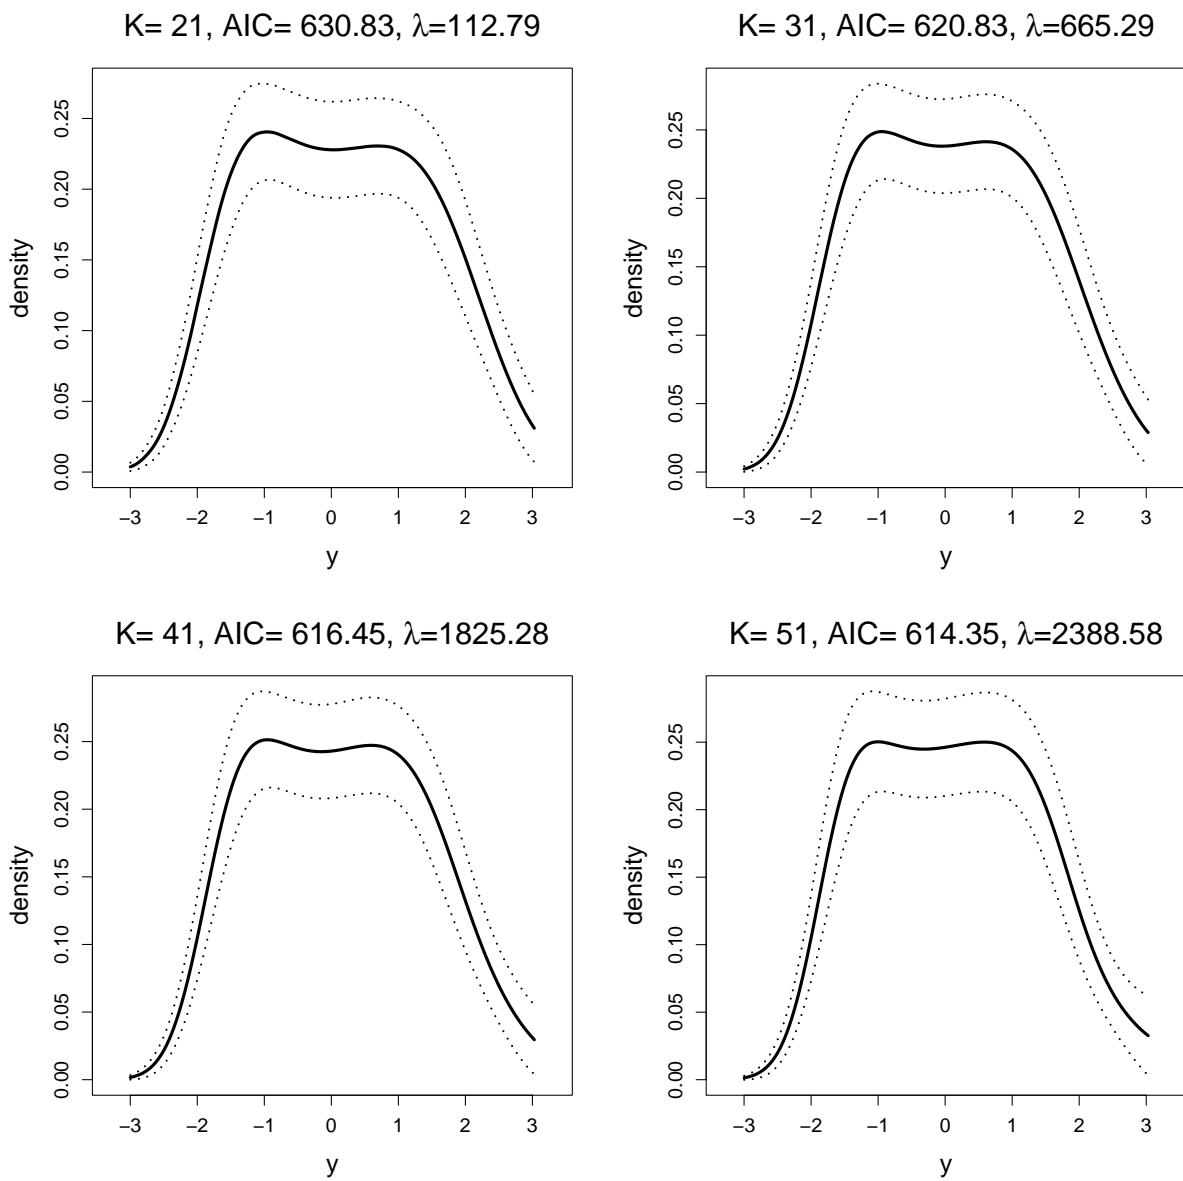 K= 21, AIC= 630.83, λ=112.79
density
0.00 0.05 0.10 0.15 0.20 0.25
−3 −2 −1 0 1 2 3
y
K= 31, AIC= 620.83, λ=665.29
density
0.00 0.05 0.10 0.15 0.20 0.25
−3 −2 −1 0 1 2 3
y
K= 41, AIC= 616.45, λ=1825.28
density
0.00 0.05 0.10 0.15 0.20 0.25
−3 −2 −1 0 1 2 3
y
K= 51, AIC= 614.35, λ=2388.58
density
0.00 0.05 0.10 0.15 0.20 0.25
−3 −2 −1 0 1 2 3
y